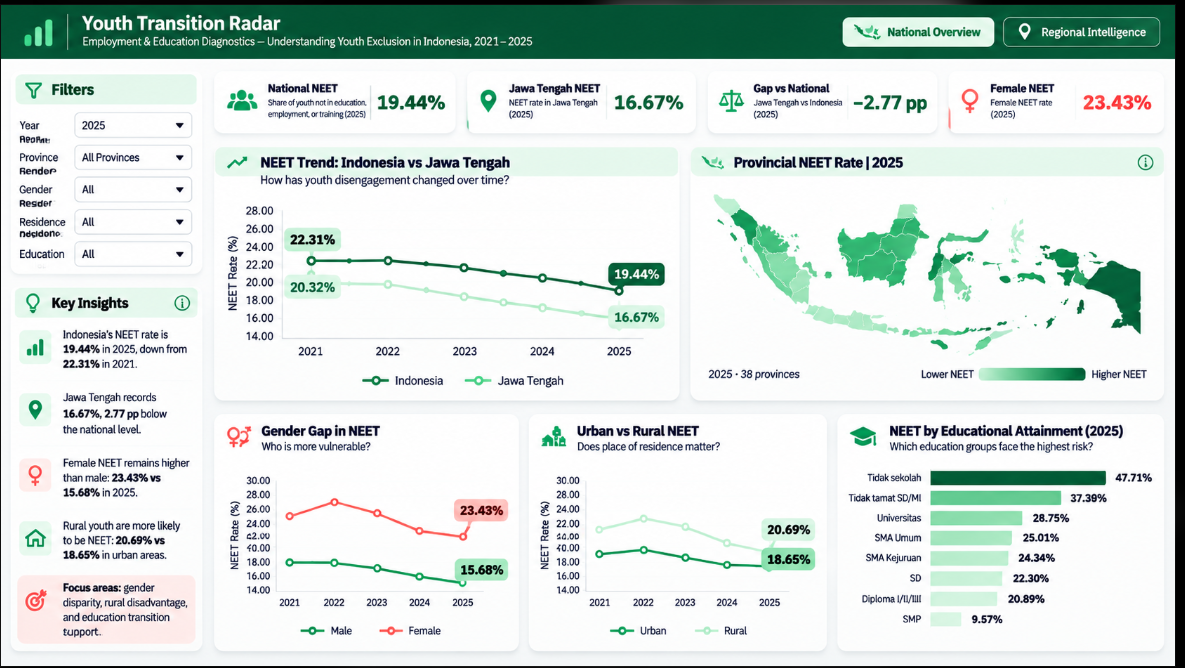 Youth Transition Radar
Employment & Education Diagnostics — Understanding Youth Exclusion in Indonesia, 2021–2025
National Overview
Regional Intelligence
Filters
Year
2025
Province
All Provinces
Gender
All
Residence
All
Education
All
Key Insights
Indonesia's NEET rate is
19.44% in 2025, down from
22.31% in 2021.
Jawa Tengah records
16.67%, 2.77 pp below
the national level.
Female NEET remains higher
than male: 23.43% vs
15.68% in 2025.
Rural youth are more likely
to be NEET: 20.69% vs
18.65% in urban areas.
Focus areas: gender
disparity, rural disadvantage,
and education transition
support.
National NEET
Share of youth not in education,
employment, or training (2025)
19.44%
Jawa Tengah NEET
NEET rate in Jawa Tengah
(2025)
16.67%
Gap vs National
Jawa Tengah vs Indonesia
(2025)
−2.77 pp
Female NEET
Female NEET rate
(2025)
23.43%
NEET Trend: Indonesia vs Jawa Tengah
How has youth disengagement changed over time?
NEET Rate (%)
28.00
26.00
24.00
22.00
20.00
18.00
16.00
14.00
22.31%
20.32%
19.44%
16.67%
2021 2022 2023 2024 2025
Indonesia Jawa Tengah
Provincial NEET Rate | 2025
2025 · 38 provinces
Lower NEET
Higher NEET
Gender Gap in NEET
Who is more vulnerable?
NEET Rate (%)
30.00
28.00
26.00
24.00
22.00
18.00
16.00
14.00
23.43%
15.68%
2021 2022 2023 2024 2025
Male Female
Urban vs Rural NEET
Does place of residence matter?
NEET Rate (%)
30.00
28.00
26.00
24.00
22.00
18.00
16.00
14.00
20.69%
18.65%
2021 2022 2023 2024 2025
Urban Rural
NEET by Educational Attainment (2025)
Which education groups face the highest risk?
Tidak sekolah 47.71%
Tidak tamat SD/MI 37.39%
Universitas 28.75%
SMA Umum 25.01%
SMA Kejuruan 24.34%
SD 22.30%
Diploma I/II/III 20.89%
SMP 9.57%